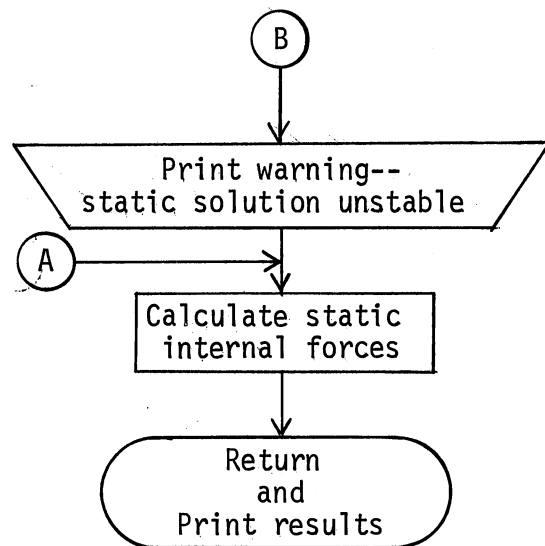 B
Print warning--
static solution unstable
A
Calculate static
internal forces
Return
and
Print results